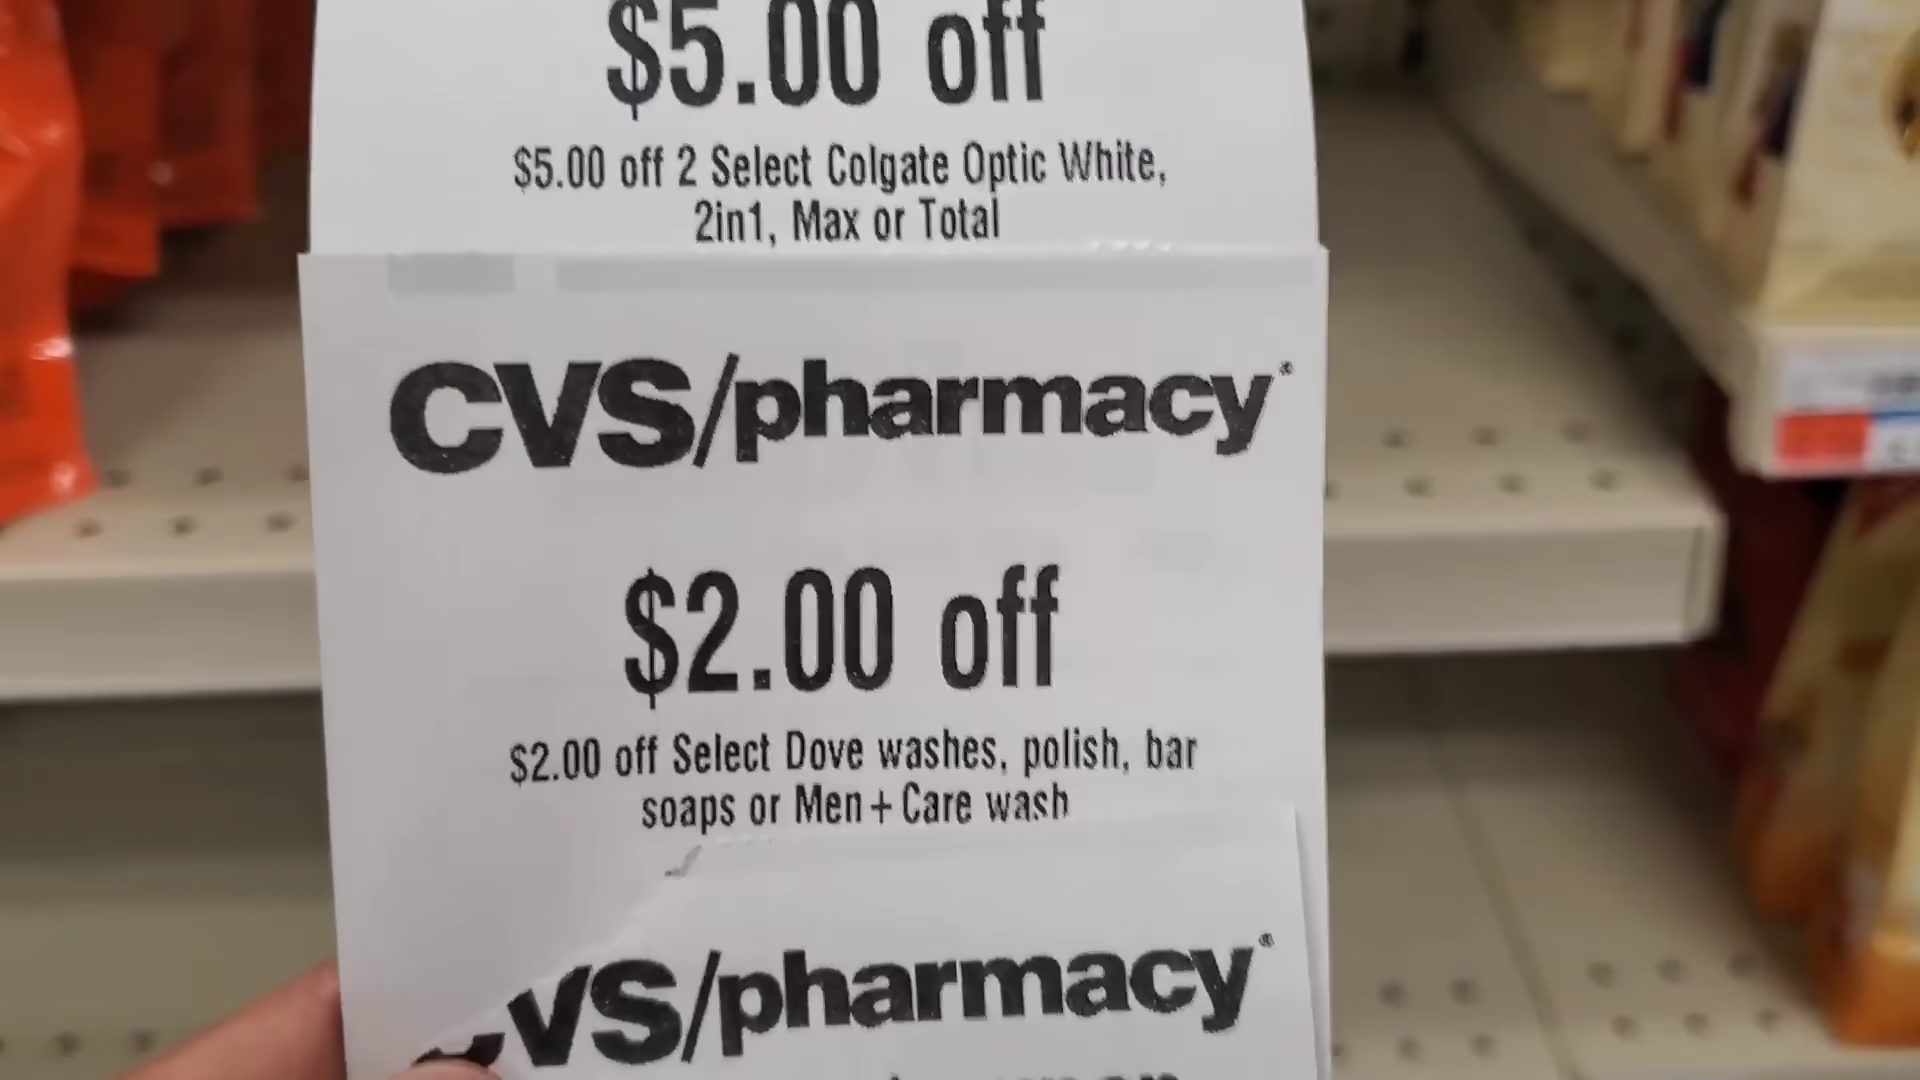 $5.00 off
$5.00 off 2 Select Colgate Optic White,
2in1, Max or Total
CVS/pharmacy®
$2.00 off
$2.00 off Select Dove washes, polish, bar
soaps or Men+Care wash
CVS/pharmacy®